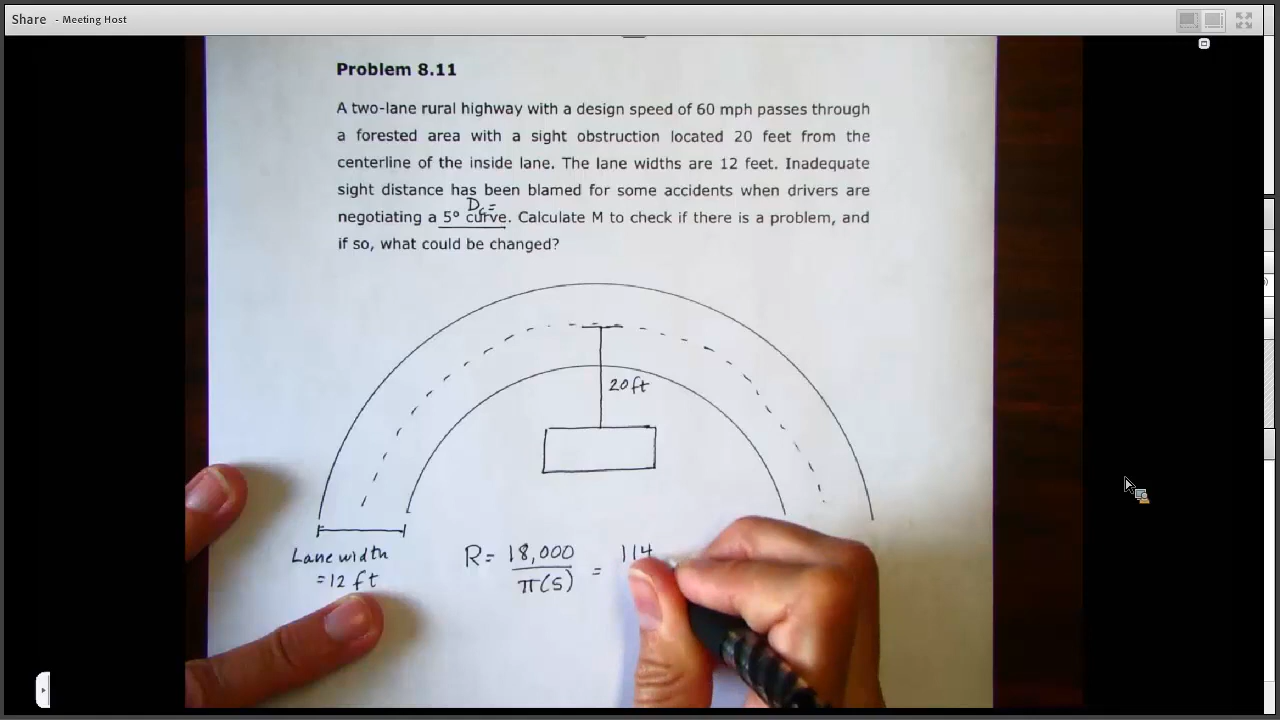 Share - Meeting Host
Problem 8.11
A two-lane rural highway with a design speed of 60 mph passes through
a forested area with a sight obstruction located 20 feet from the
centerline of the inside lane. The lane widths are 12 feet. Inadequate
sight distance has been blamed for some accidents when drivers are
Dc=
negotiating a 5° curve. Calculate M to check if there is a problem, and
if so, what could be changed?
20ft
Lane width
=12 ft
R= 18,000
π(5)
= 114